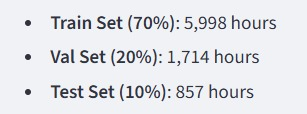 • Train Set (70%): 5,998 hours
• Val Set (20%): 1,714 hours
• Test Set (10%): 857 hours